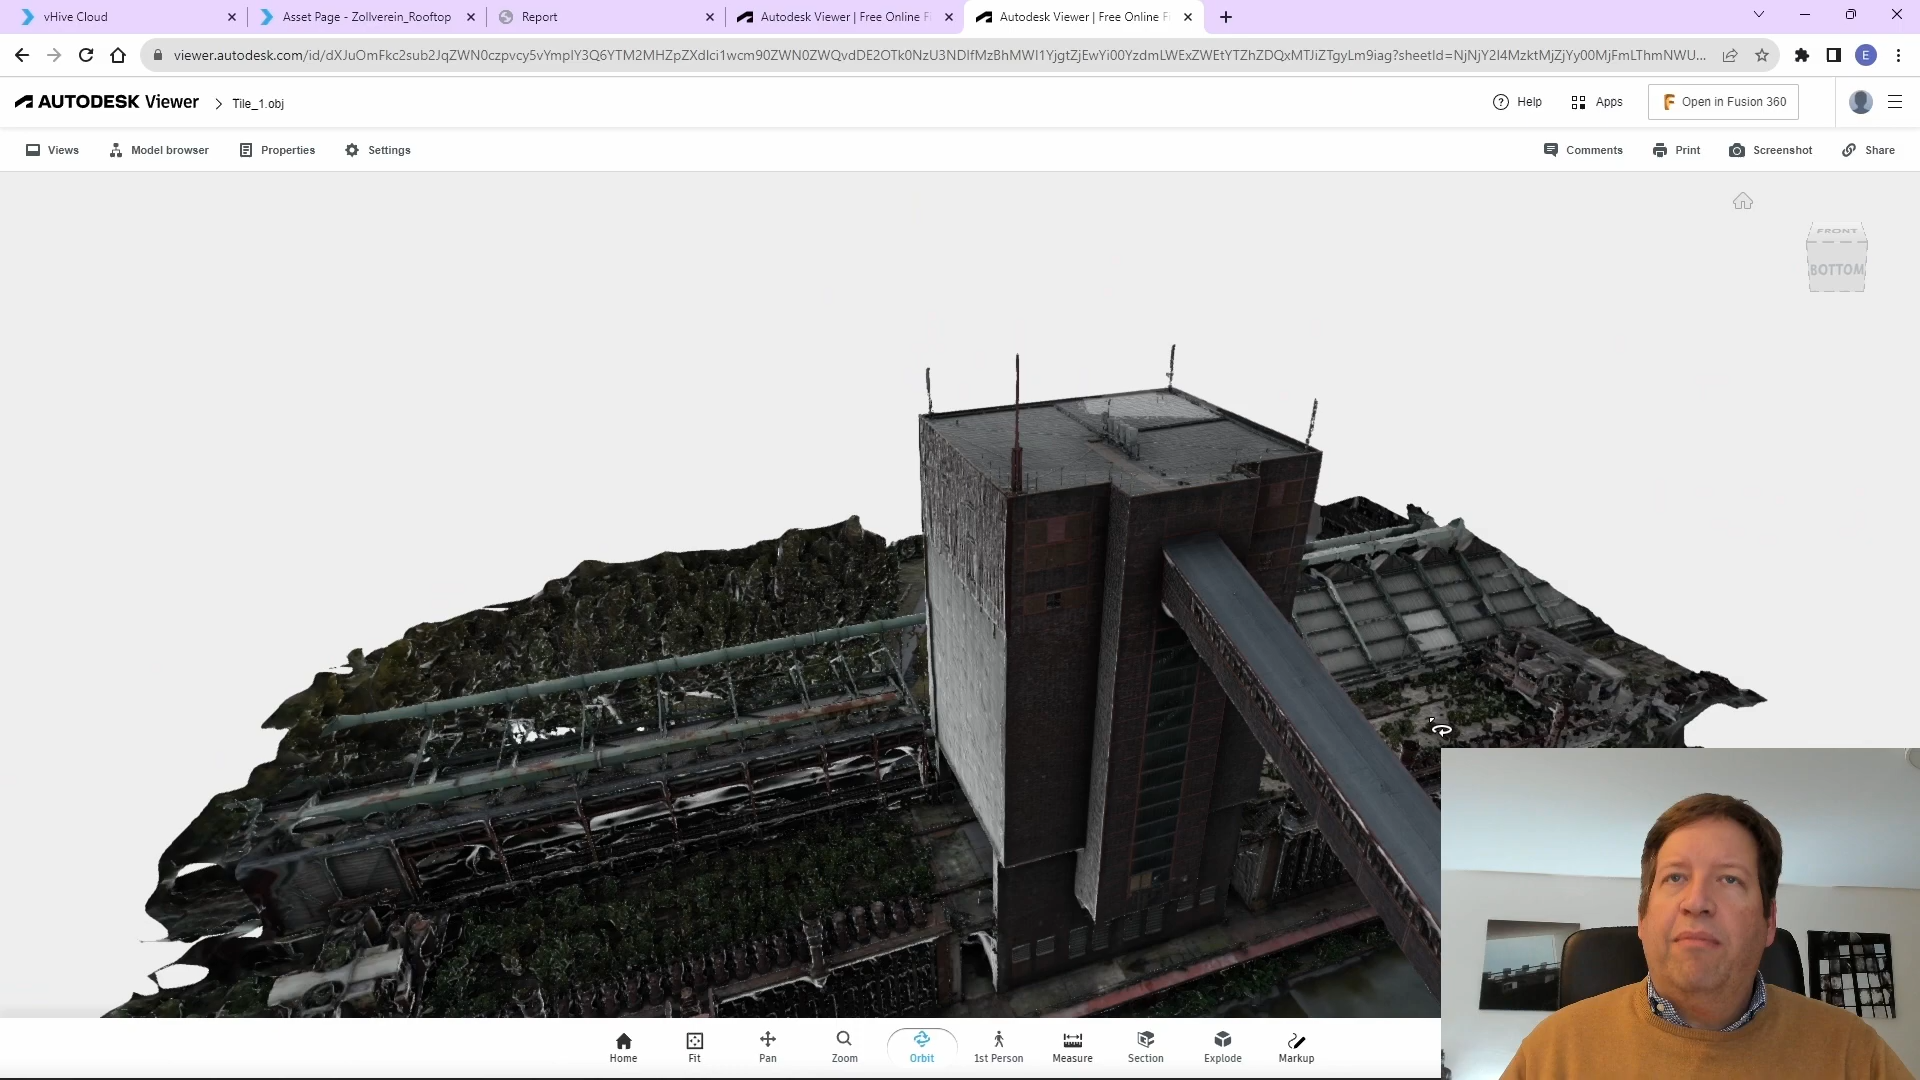 vHive Cloud
Asset Page - Zollverein_Rooftop
Report
Autodesk Viewer | Free Online Fi
Autodesk Viewer | Free Online Fi
AUTODESK Viewer
Tile_1.obj
Help
Apps
Open in Fusion 360
Views
Model browser
Properties
Settings
Comments
Print
Screenshot
Share
FRONT
BOTTOM
Home
Fit
Pan
Zoom
Orbit
1st Person
Measure
Section
Explode
Markup